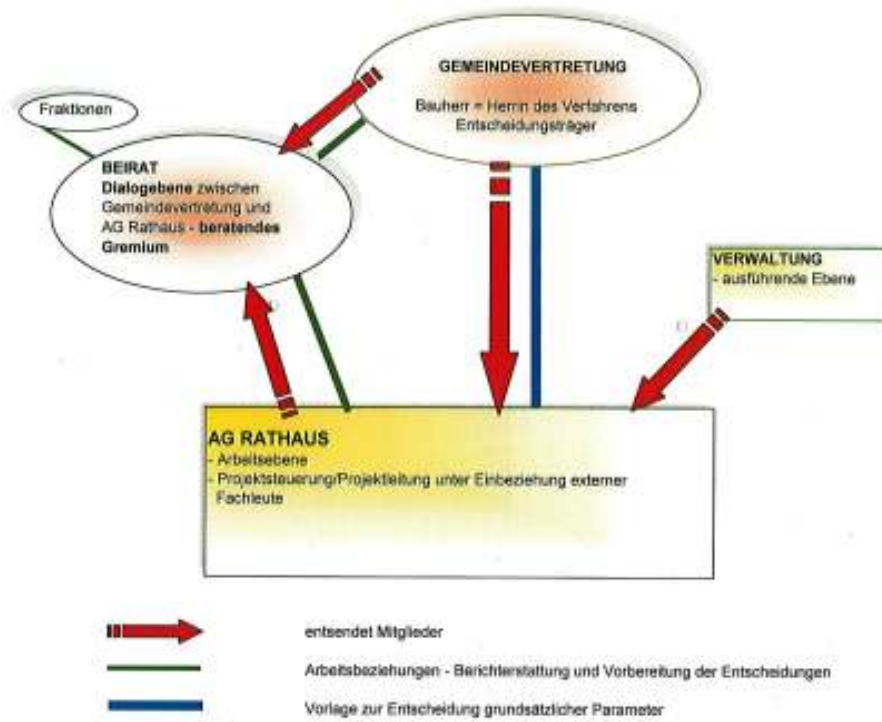 GEMEINDEVERTRETUNG
Bauherr = Herrin des Verfahrens
Entscheidungsträger
Fraktionen
BEIRAT
Dialogebene zwischen
Gemeindevertretung und
AG Rathaus - beratendes
Gremium
VERWALTUNG
- ausführende Ebene
AG RATHAUS
- Arbeitsebene
- Projektsteuerung/Projektleitung unter Einbeziehung externer
Fachleute
entsendet Mitglieder
Arbeitsbeziehungen - Berichterstattung und Vorbereitung der Entscheidungen
Vorlage zur Entscheidung grundsätzlicher Parameter